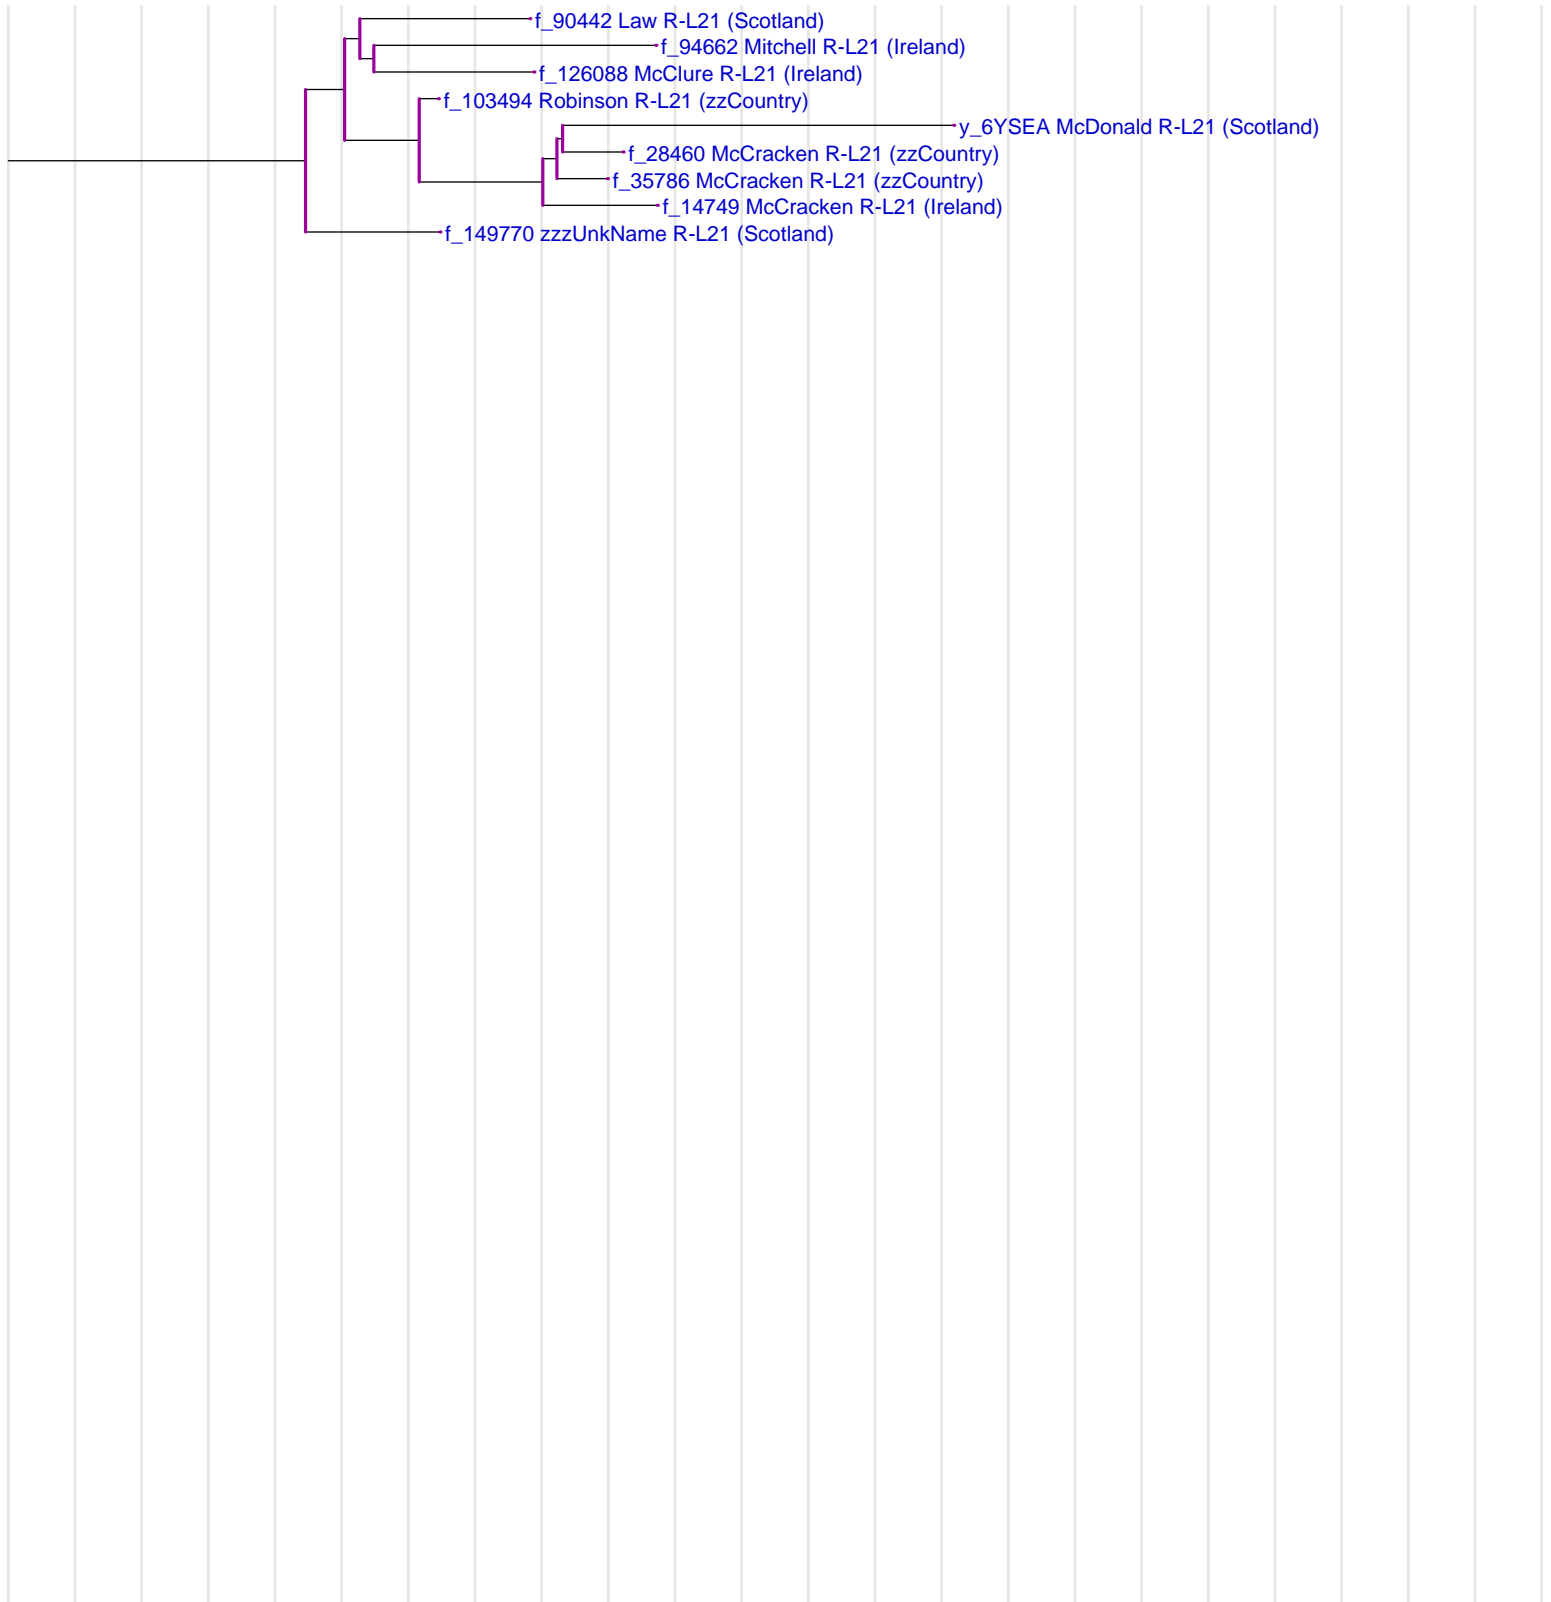 f_90442 Law R-L21 (Scotland)
f_94662 Mitchell R-L21 (Ireland)
f_126088 McClure R-L21 (Ireland)
f_103494 Robinson R-L21 (zzCountry)
y_6YSEA McDonald R-L21 (Scotland)
f_28460 McCracken R-L21 (zzCountry)
f_35786 McCracken R-L21 (zzCountry)
f_14749 McCracken R-L21 (Ireland)
f_149770 zzzUnkName R-L21 (Scotland)